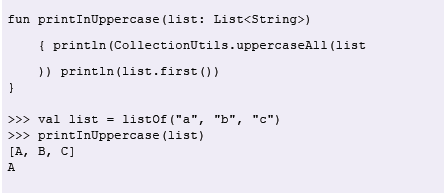 fun printInUppercase(list: List<String>)
{ println(CollectionUtils.uppercaseAll(list
)) println(list.first())
}
>>> val list = listOf("a", "b", "c")
>>> printInUppercase(list)
[A, B, C]
A